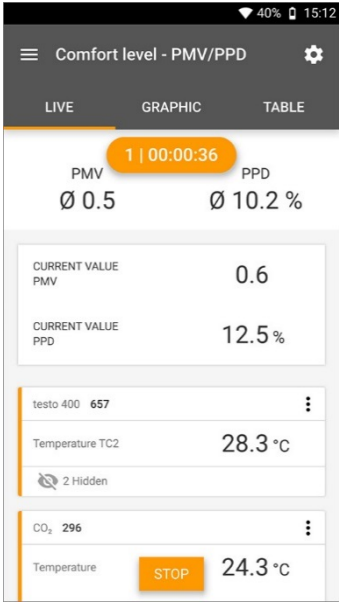 40% 15:12
Comfort level - PMV/PPD
LIVE GRAPHIC TABLE
1 | 00:00:36
PMV PPD
Ø 0.5 Ø 10.2 %
CURRENT VALUE
PMV
0.6
CURRENT VALUE
PPD
12.5 %
testo 400 657
Temperature TC2 28.3 °C
2 Hidden
CO₂ 296
Temperature 24.3 °C
STOP